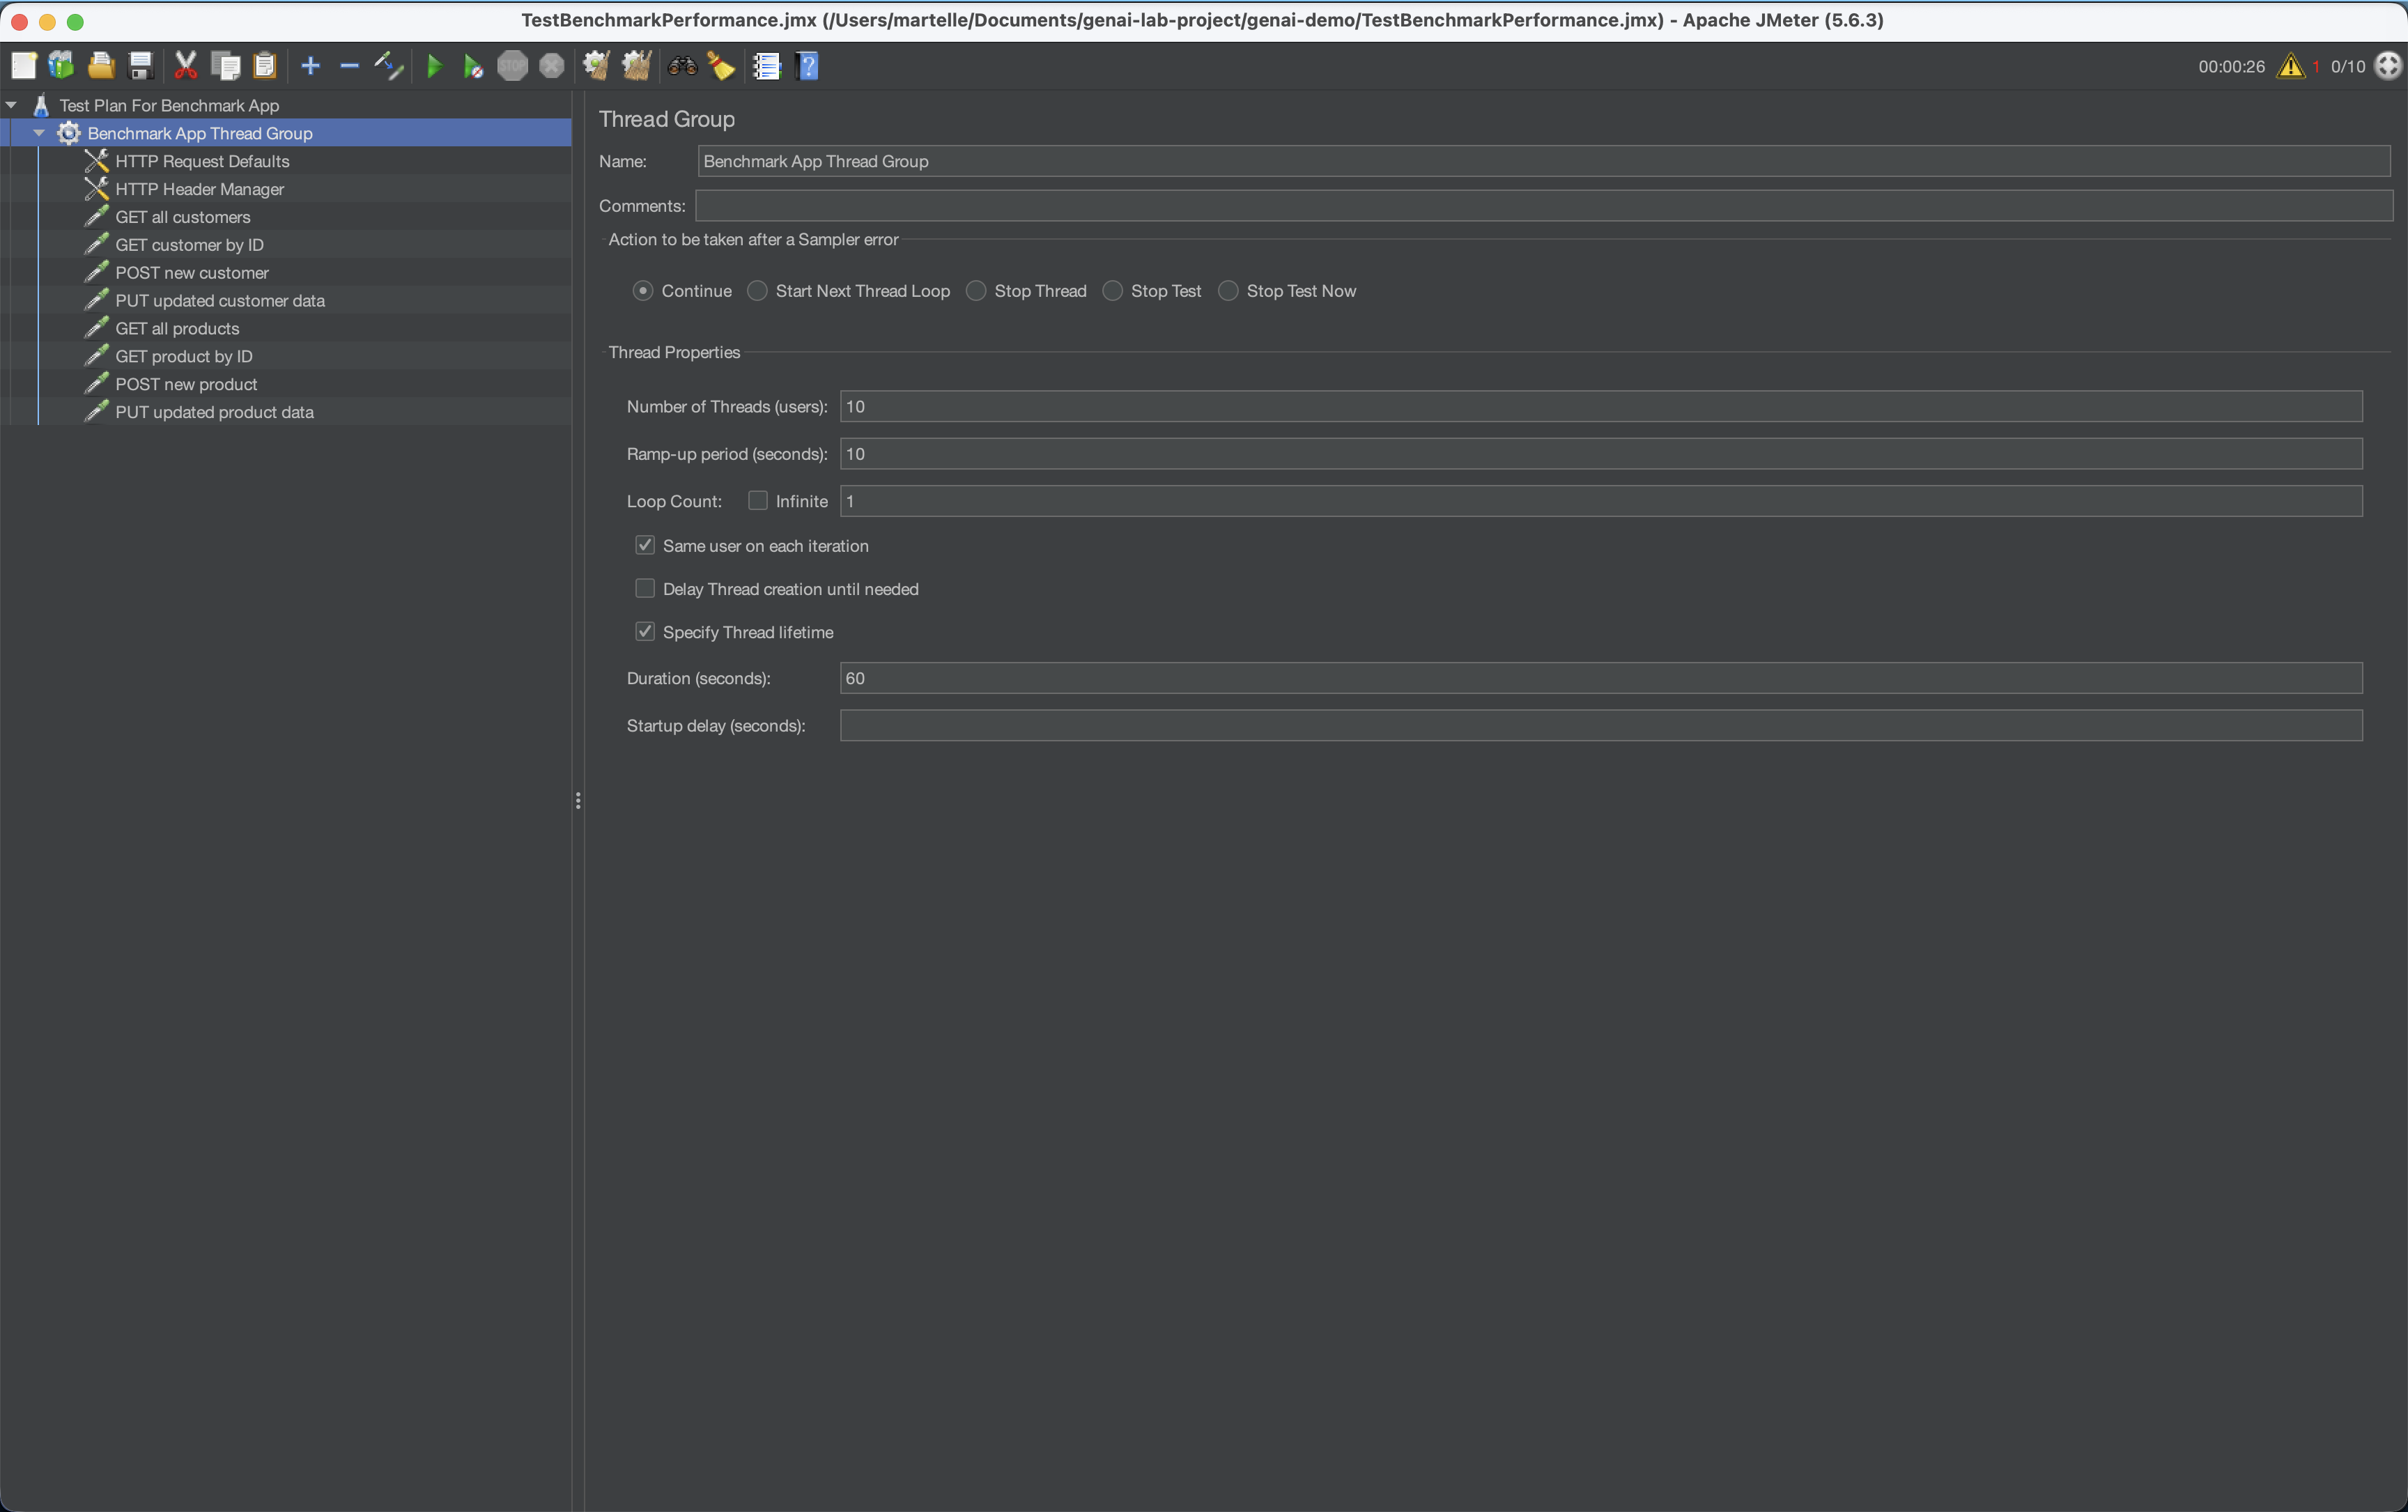 TestBenchmarkPerformance.jmx (/Users/martelle/Documents/genai-lab-project/genai-demo/TestBenchmarkPerformance.jmx) - Apache JMeter (5.6.3)
STOP
00:00:26 1 0/10
Test Plan For Benchmark App
Benchmark App Thread Group
HTTP Request Defaults
HTTP Header Manager
GET all customers
GET customer by ID
POST new customer
PUT updated customer data
GET all products
GET product by ID
POST new product
PUT updated product data
Thread Group
Name: Benchmark App Thread Group
Comments:
Action to be taken after a Sampler error
Continue Start Next Thread Loop Stop Thread Stop Test Stop Test Now
Thread Properties
Number of Threads (users): 10
Ramp-up period (seconds): 10
Loop Count: Infinite 1
Same user on each iteration
Delay Thread creation until needed
Specify Thread lifetime
Duration (seconds): 60
Startup delay (seconds):